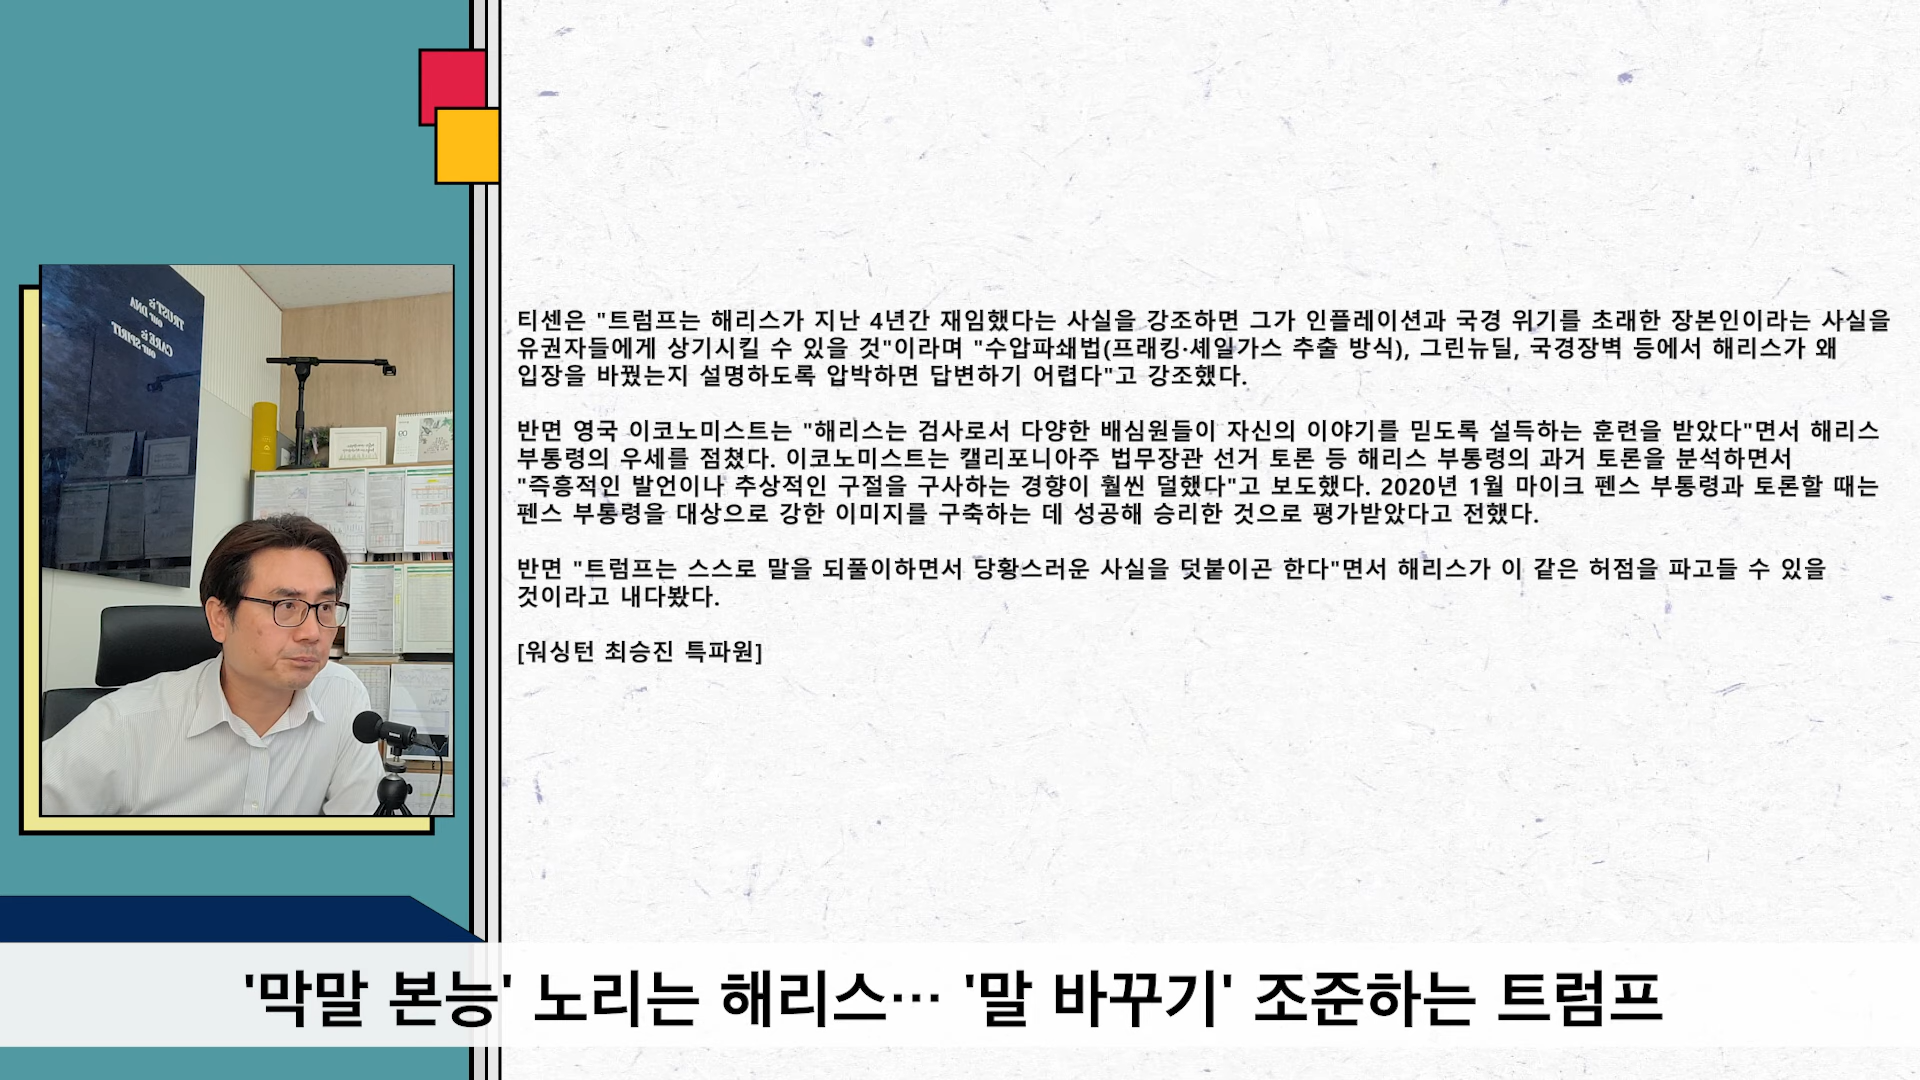 TRUST is
our DNA
CARE is
our SPIRIT
티센은 "트럼프는 해리스가 지난 4년간 재임했다는 사실을 강조하면 그가 인플레이션과 국경 위기를 초래한 장본인이라는 사실을
유권자들에게 상기시킬 수 있을 것"이라며 "수압파쇄법(프래킹·셰일가스 추출 방식), 그린뉴딜, 국경장벽 등에서 해리스가 왜
입장을 바꿨는지 설명하도록 압박하면 답변하기 어렵다"고 강조했다.
반면 영국 이코노미스트는 "해리스는 검사로서 다양한 배심원들이 자신의 이야기를 믿도록 설득하는 훈련을 받았다"면서 해리스
부통령의 우세를 점쳤다. 이코노미스트는 캘리포니아주 법무장관 선거 토론 등 해리스 부통령의 과거 토론을 분석하면서
"즉흥적인 발언이나 추상적인 구절을 구사하는 경향이 훨씬 덜했다"고 보도했다. 2020년 1월 마이크 펜스 부통령과 토론할 때는
펜스 부통령을 대상으로 강한 이미지를 구축하는 데 성공해 승리한 것으로 평가받았다고 전했다.
반면 "트럼프는 스스로 말을 되풀이하면서 당황스러운 사실을 덧붙이곤 한다"면서 해리스가 이 같은 허점을 파고들 수 있을
것이라고 내다봤다.
[워싱턴 최승진 특파원]
'막말 본능' 노리는 해리스… '말 바꾸기' 조준하는 트럼프